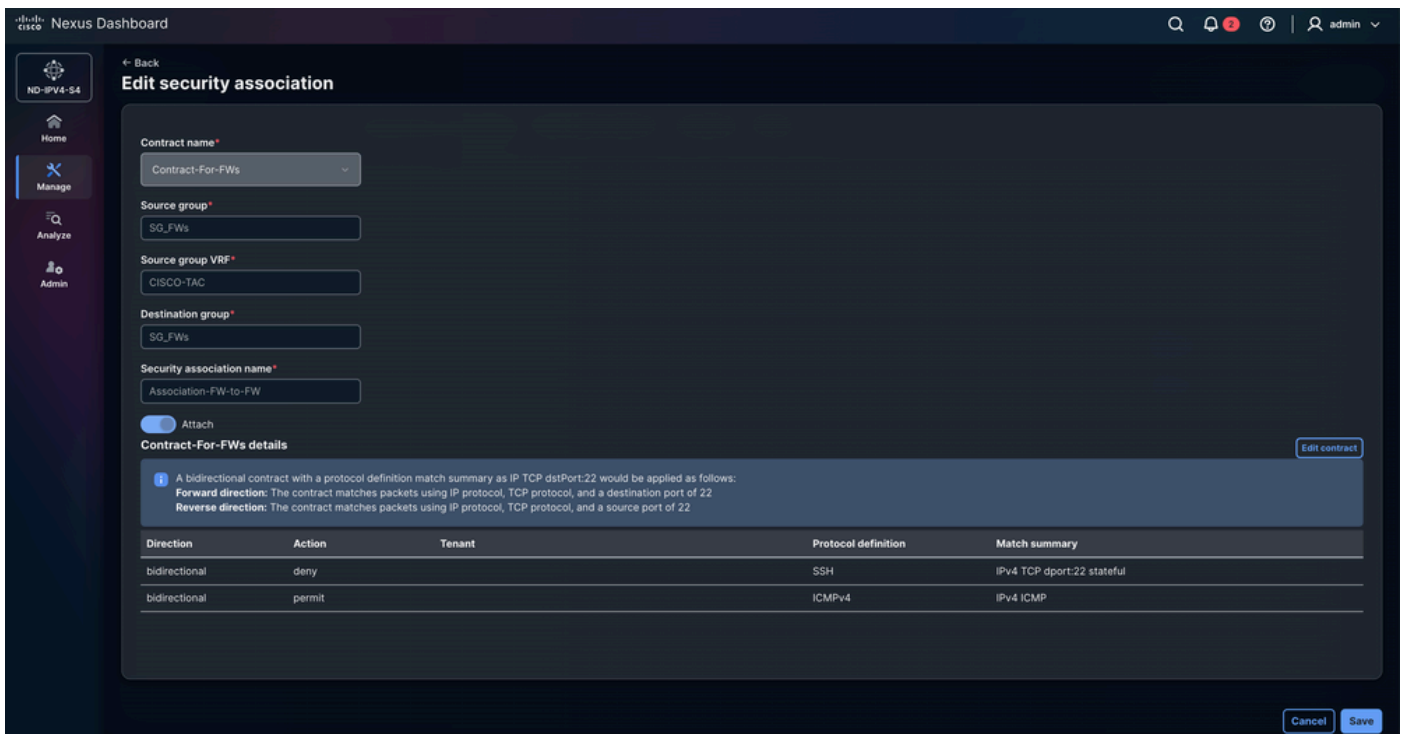 cisco Nexus Dashboard
2
admin
ND-IPV4-S4
Home
Manage
Analyze
Admin
← Back
Edit security association
Contract name*
Contract-For-FWs
Source group*
SG_FWs
Source group VRF*
CISCO-TAC
Destination group*
SG_FWs
Security association name*
Association-FW-to-FW
Attach
Contract-For-FWs details
Edit contract
A bidirectional contract with a protocol definition match summary as IP TCP dstPort:22 would be applied as follows:
Forward direction: The contract matches packets using IP protocol, TCP protocol, and a destination port of 22
Reverse direction: The contract matches packets using IP protocol, TCP protocol, and a source port of 22
Direction Action Tenant Protocol definition Match summary
bidirectional deny SSH IPv4 TCP dport:22 stateful
bidirectional permit ICMPv4 IPv4 ICMP
Cancel Save